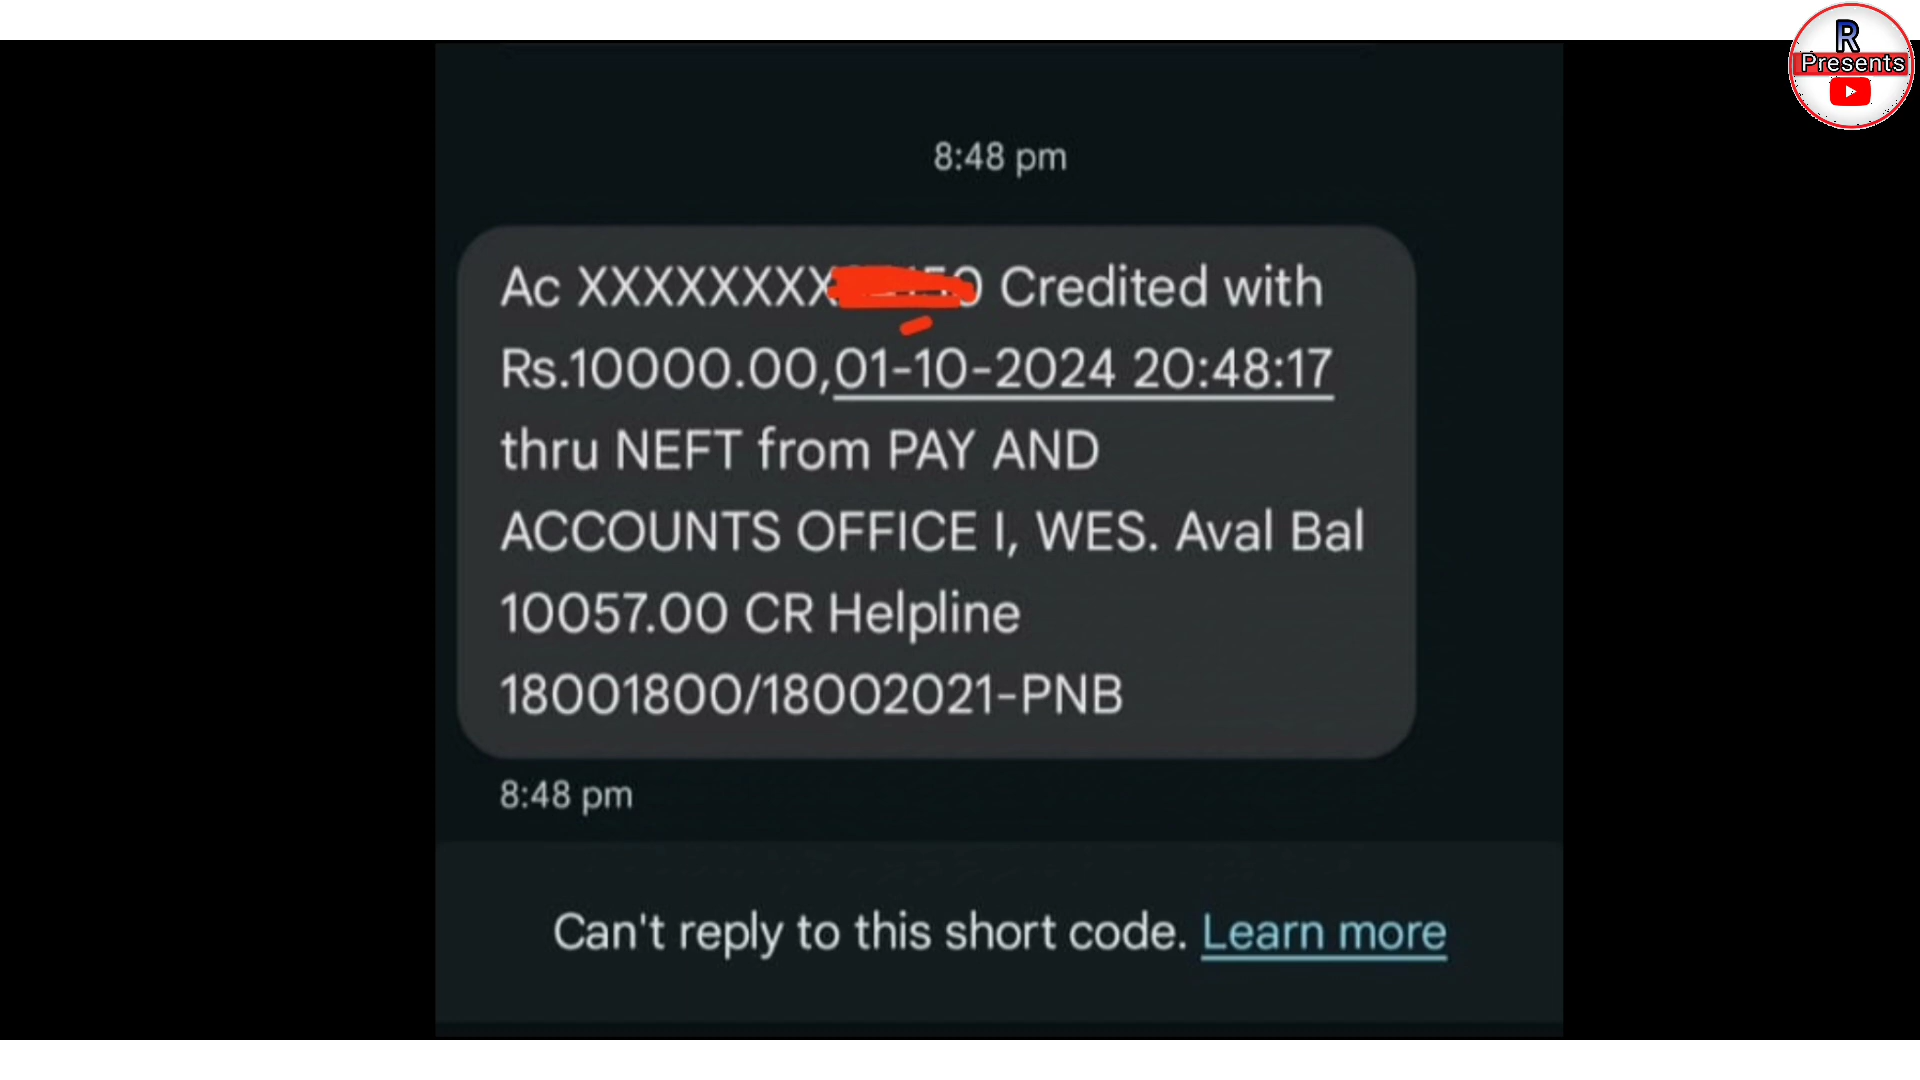 R
Presents
8:48 pm
Ac XXXXXXXX Credited with
Rs.10000.00,01-10-2024 20:48:17
thru NEFT from PAY AND
ACCOUNTS OFFICE I, WES. Aval Bal
10057.00 CR Helpline
18001800/18002021-PNB
8:48 pm
Can't reply to this short code. Learn more